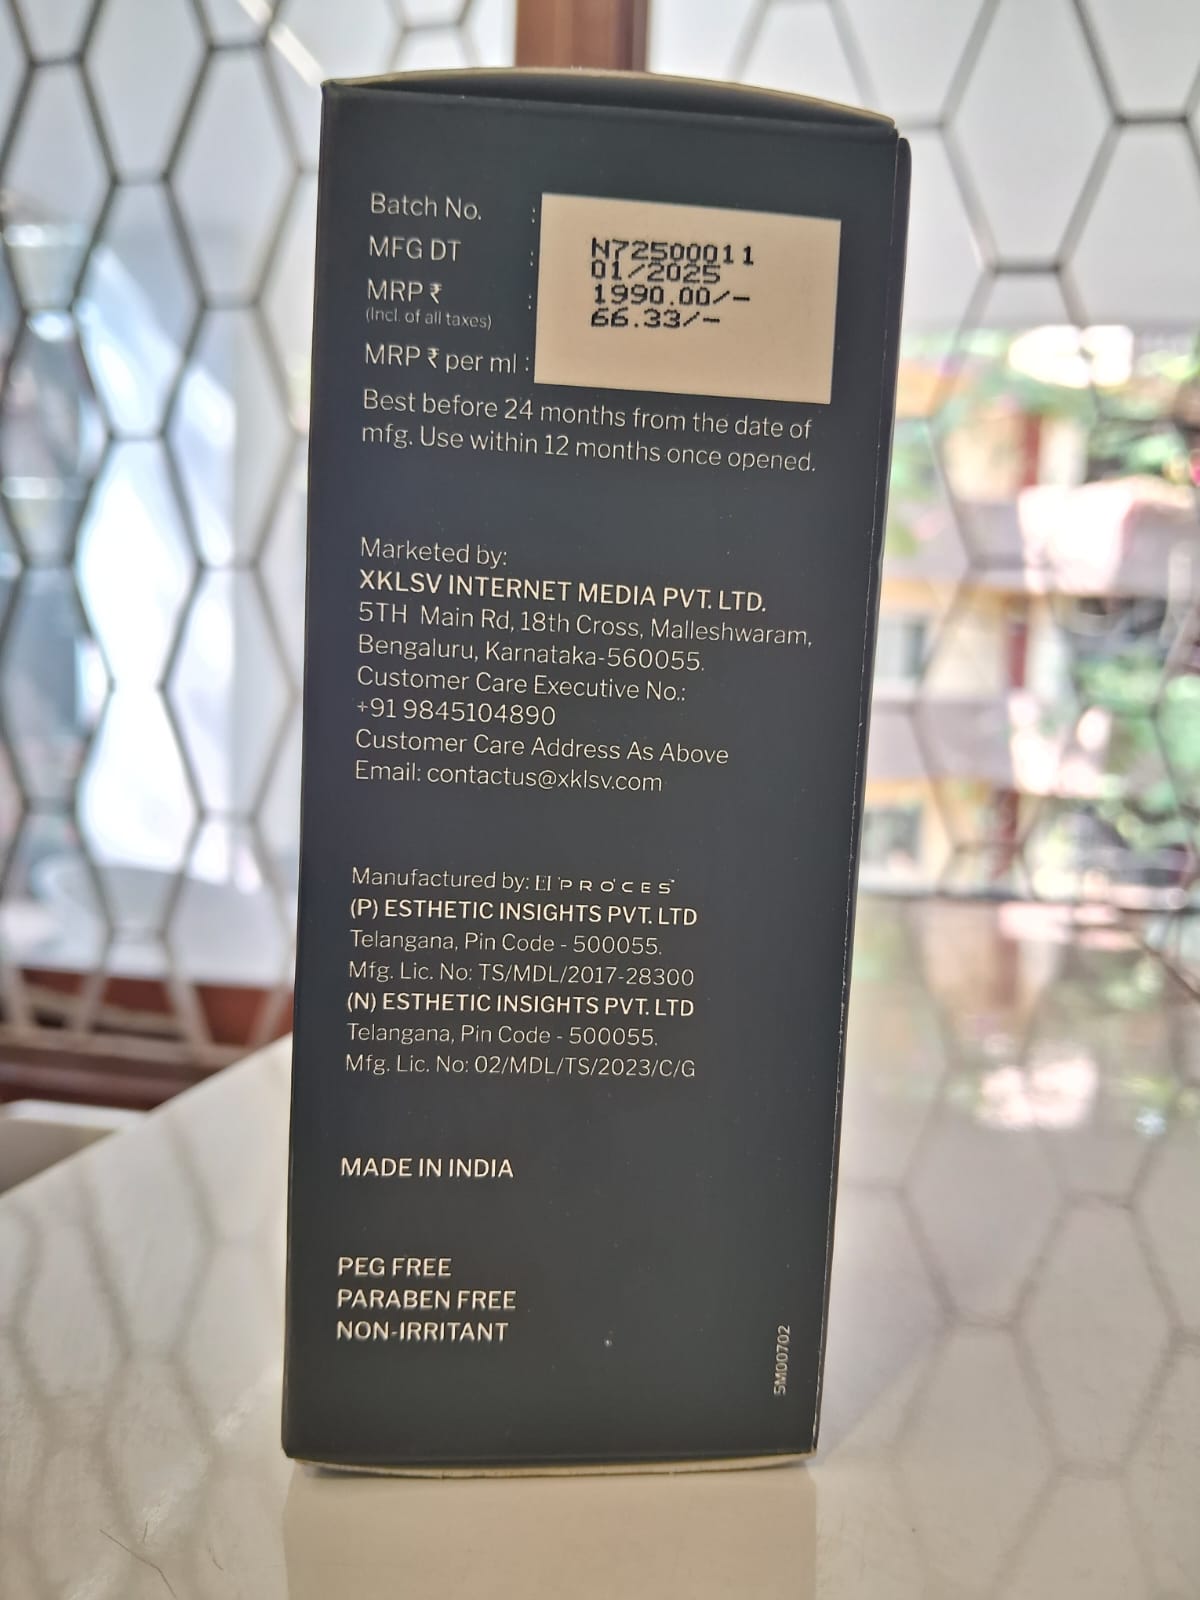 Batch No. :
MFG DT :
MRP ₹ :
(Incl. of all taxes)
MRP ₹ per ml :
N72500011
01/2025
1990.00/-
66.33/-
Best before 24 months from the date of
mfg. Use within 12 months once opened.
Marketed by:
XKLSV INTERNET MEDIA PVT. LTD.
5TH Main Rd, 18th Cross, Malleshwaram,
Bengaluru, Karnataka-560055.
Customer Care Executive No.:
+91 9845104890
Customer Care Address As Above
Email: contactus@xklsv.com
Manufactured by: EI PROCES™
(P) ESTHETIC INSIGHTS PVT. LTD
Telangana, Pin Code - 500055.
Mfg. Lic. No: TS/MDL/2017-28300
(N) ESTHETIC INSIGHTS PVT. LTD
Telangana, Pin Code - 500055.
Mfg. Lic. No: 02/MDL/TS/2023/C/G
MADE IN INDIA
PEG FREE
PARABEN FREE
NON-IRRITANT
5M00702